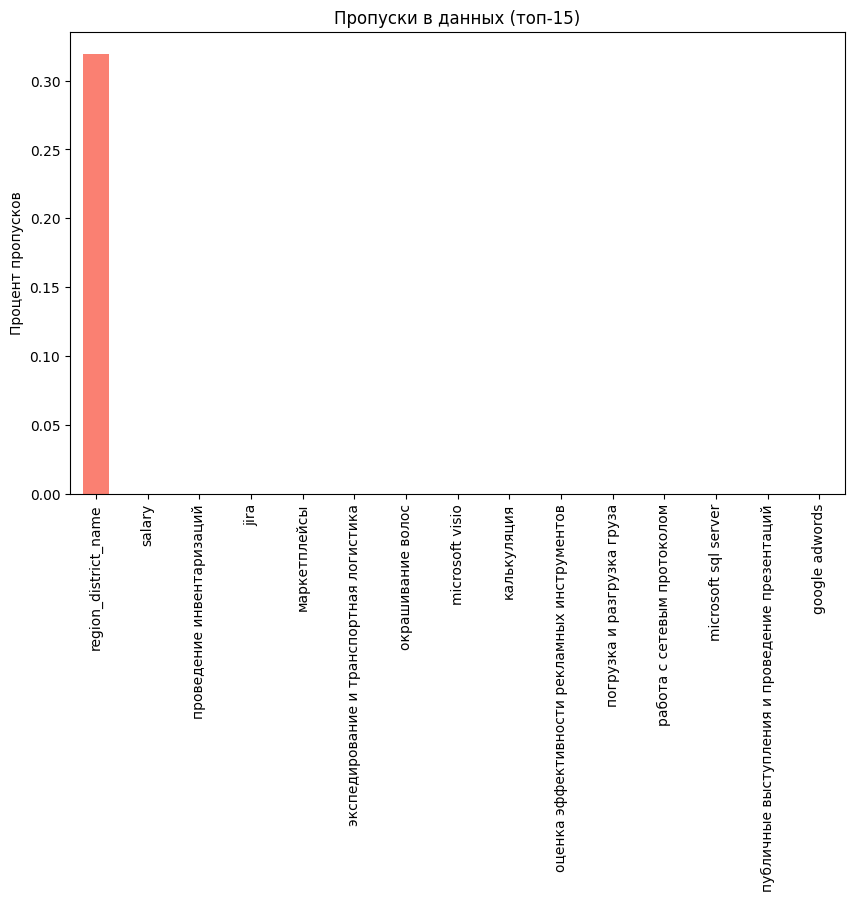 Пропуски в данных (топ-15)
Процент пропусков
0.30
0.25
0.20
0.15
0.10
0.05
0.00
region_district_name
salary
проведение инвентаризаций
jira
маркетплейсы
экспедирование и транспортная логистика
окрашивание волос
microsoft visio
калькуляция
оценка эффективности рекламных инструментов
погрузка и разгрузка груза
работа с сетевым протоколом
microsoft sql server
публичные выступления и проведение презентаций
google adwords